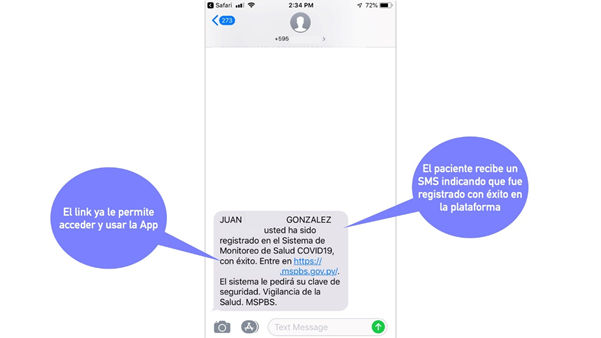 Safari
2:34 PM
72%
273
+595
El paciente recibe un
SMS indicando que fue
registrado con éxito en
la plataforma
El link ya le permite
acceder y usar la App
JUAN GONZALEZ
usted ha sido
registrado en el Sistema de
Monitoreo de Salud COVID19,
con éxito. Entre en https://
.mspbs.gov.py/.
El sistema le pedirá su clave de
seguridad. Vigilancia de la
Salud. MSPBS.
Text Message